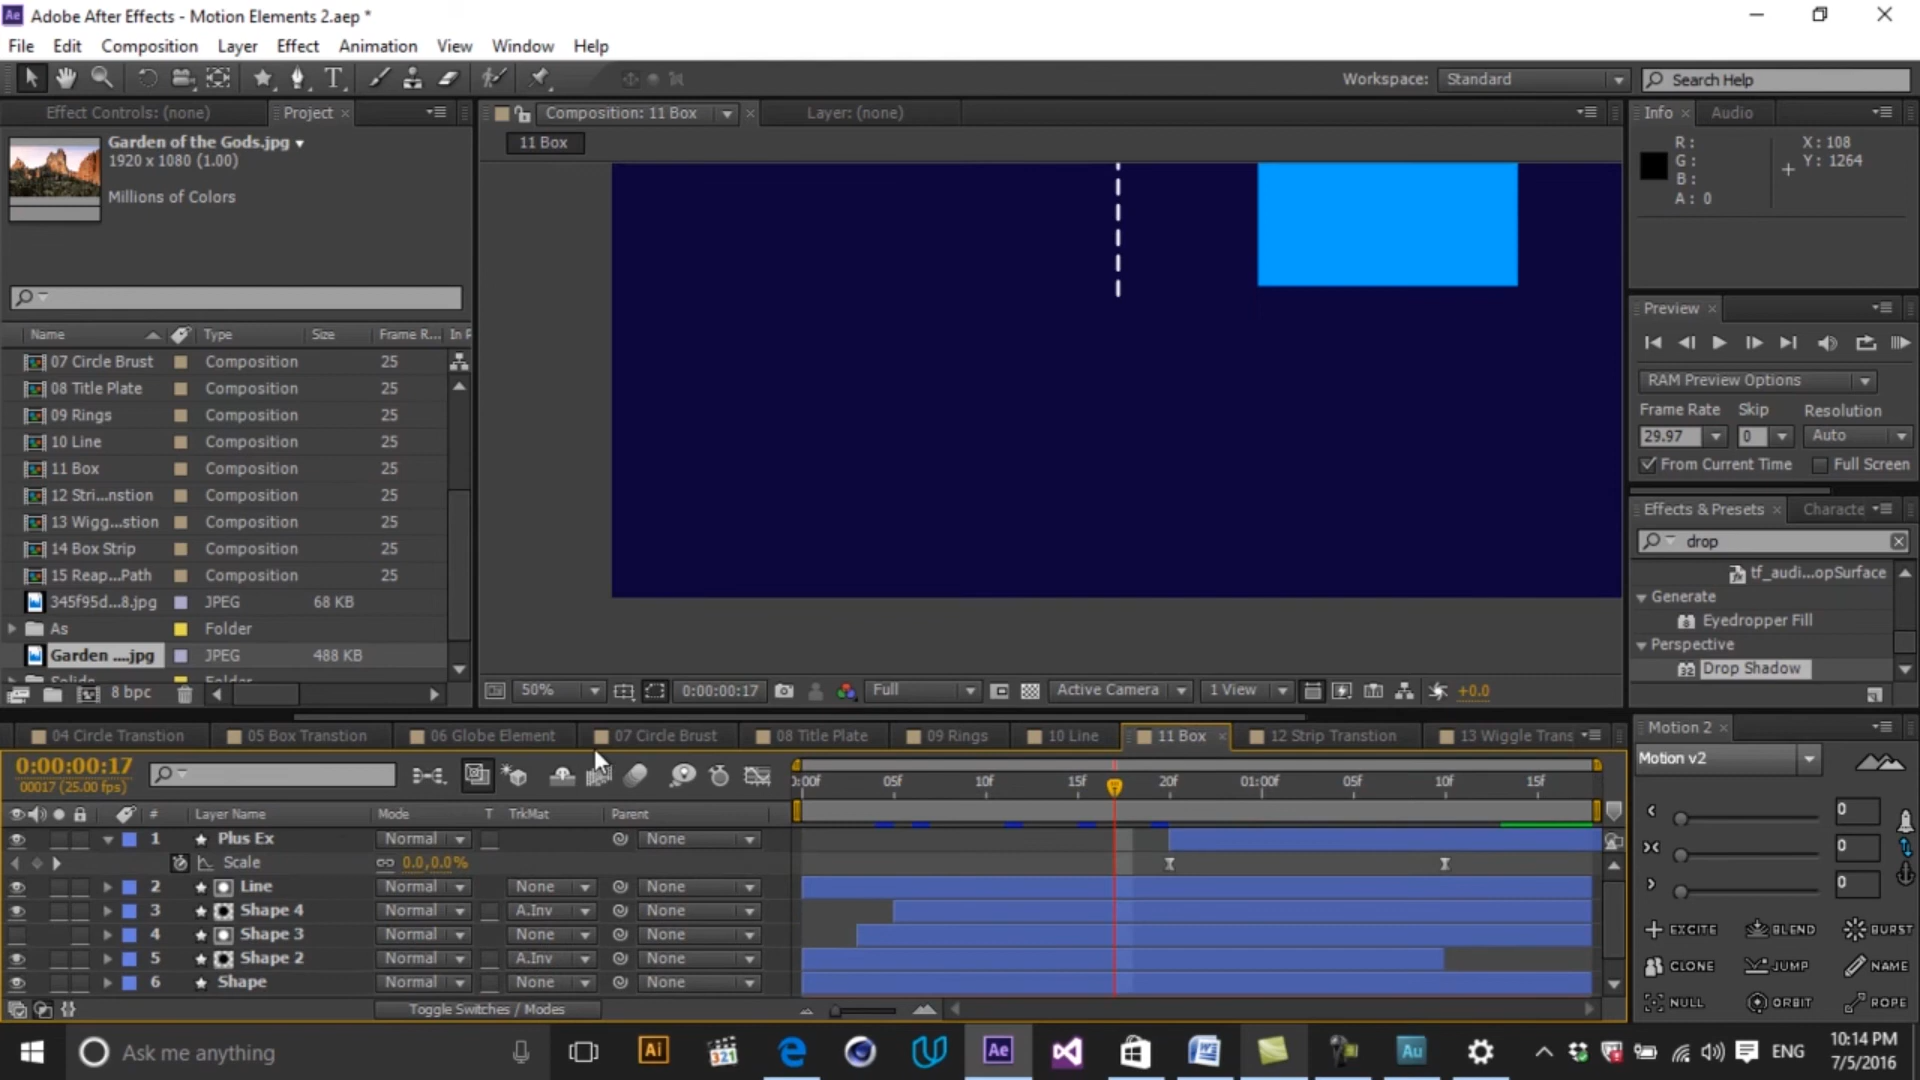 Adobe After Effects - Motion Elements 2.aep *
File Edit Composition Layer Effect Animation View Window Help
Workspace: Standard Search Help
Effect Controls: (none) Project Composition: 11 Box Layer: (none) Info Audio
Garden of the Gods.jpg
1920 x 1080 (1.00)
Millions of Colors
11 Box
R:
G:
B:
A: 0
X: 108
Y: 1264
Preview
RAM Preview Options
Frame Rate Skip Resolution
29.97 0 Auto
From Current Time Full Screen
Name Type Size Frame R... In P
07 Circle Brust Composition 25
08 Title Plate Composition 25
09 Rings Composition 25
10 Line Composition 25
11 Box Composition 25
12 Stri...nstion Composition 25
13 Wigg...stion Composition 25
14 Box Strip Composition 25
15 Reap...Path Composition 25
345f95d...8.jpg JPEG 68 KB
As Folder
Garden ....jpg JPEG 488 KB
Solids Folder
8 bpc
Effects & Presets Characte
drop
tf_audi...opSurface
Generate
Eyedropper Fill
Perspective
Drop Shadow
50% 0:00:00:17 Full Active Camera 1 View +0.0
04 Circle Transition 05 Box Transition 06 Globe Element 07 Circle Brust 08 Title Plate 09 Rings 10 Line 11 Box 12 Strip Transtion 13 Wiggle Trans
0:00:00:17
00017 (25.00 fps)
):00f 05f 10f 15f 20f 01:00f 05f 10f 15f
# Layer Name Mode T TrkMat Parent
1 Plus Ex Normal None
Scale 0.0,0.0%
2 Line Normal None None
3 Shape 4 Normal A.Inv None
4 Shape 3 Normal None None
5 Shape 2 Normal A.Inv None
6 Shape Normal None None
Toggle Switches / Modes
Motion 2
Motion v2
0
0
0
EXCITE BLEND BURST
CLONE JUMP NAME
NULL ORBIT ROPE
Ask me anything
Ai
321
Ae
Au
ENG
10:14 PM
7/5/2016